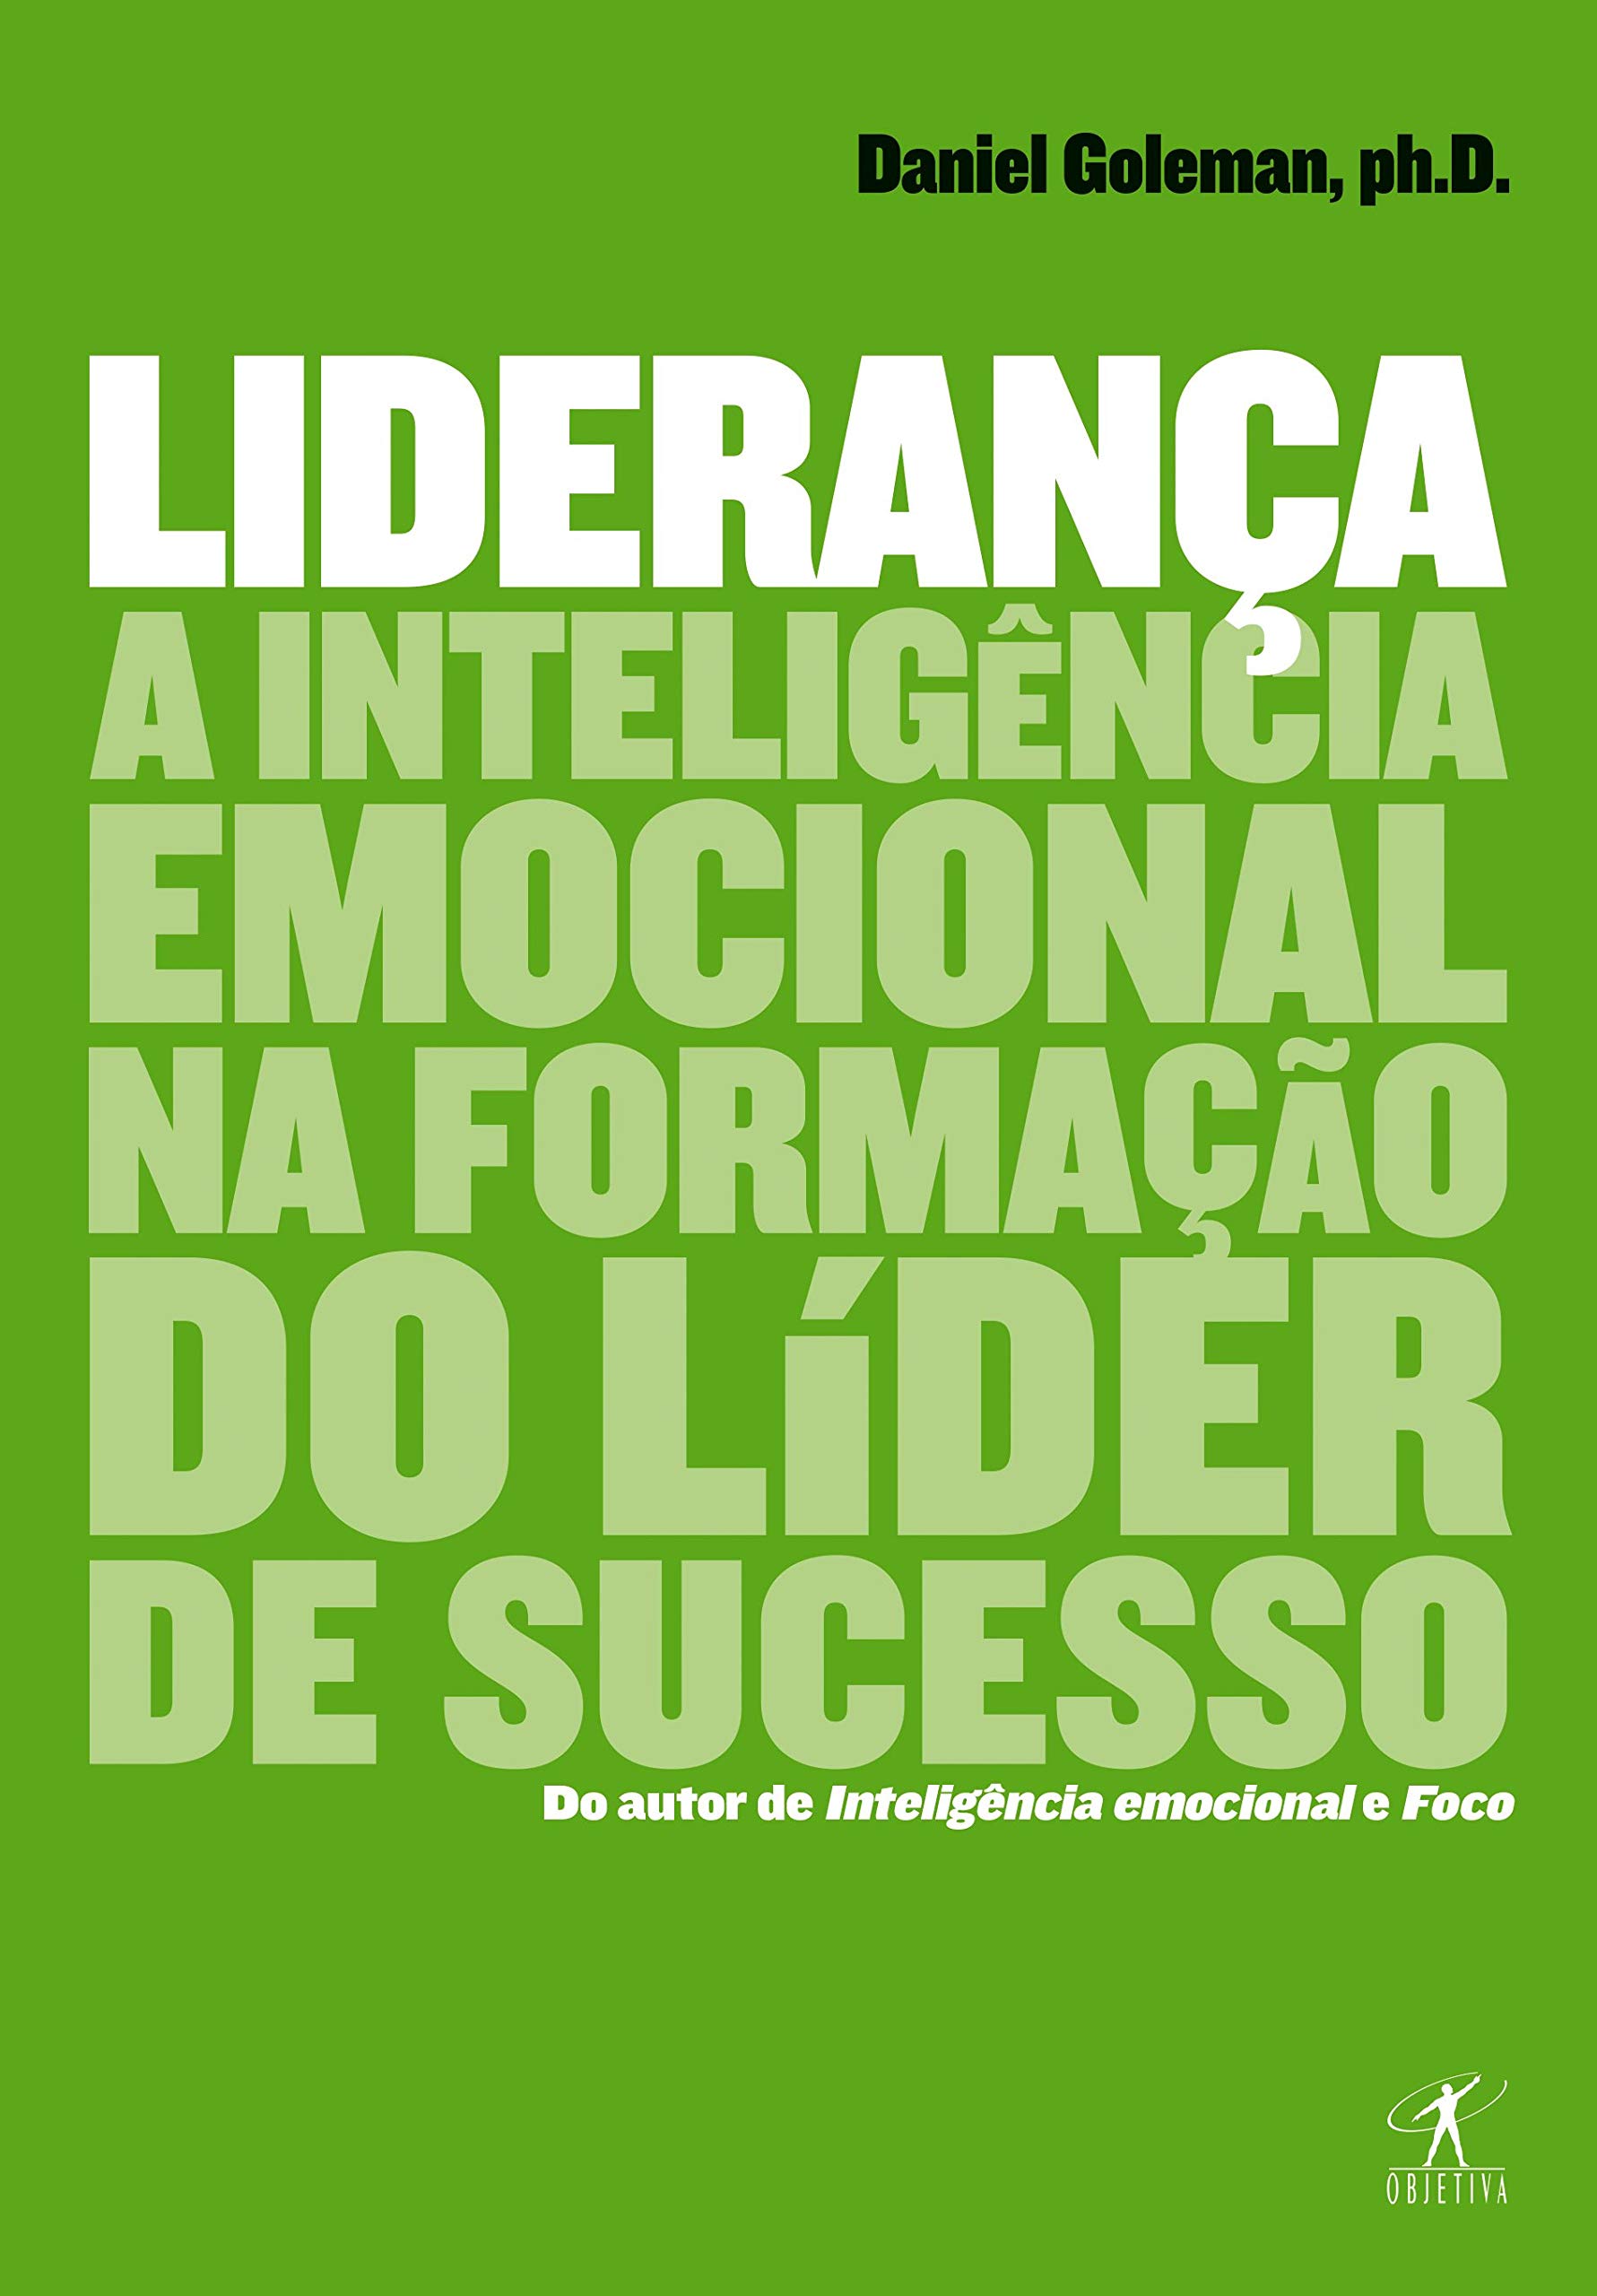 Daniel Goleman, ph.D.
LIDERANÇA
A INTELIGÊNCIA
EMOCIONAL
NA FORMAÇÃO
DO LÍDER
DE SUCESSO
Do autor de Inteligência emocional e Foco
OBJETIVA